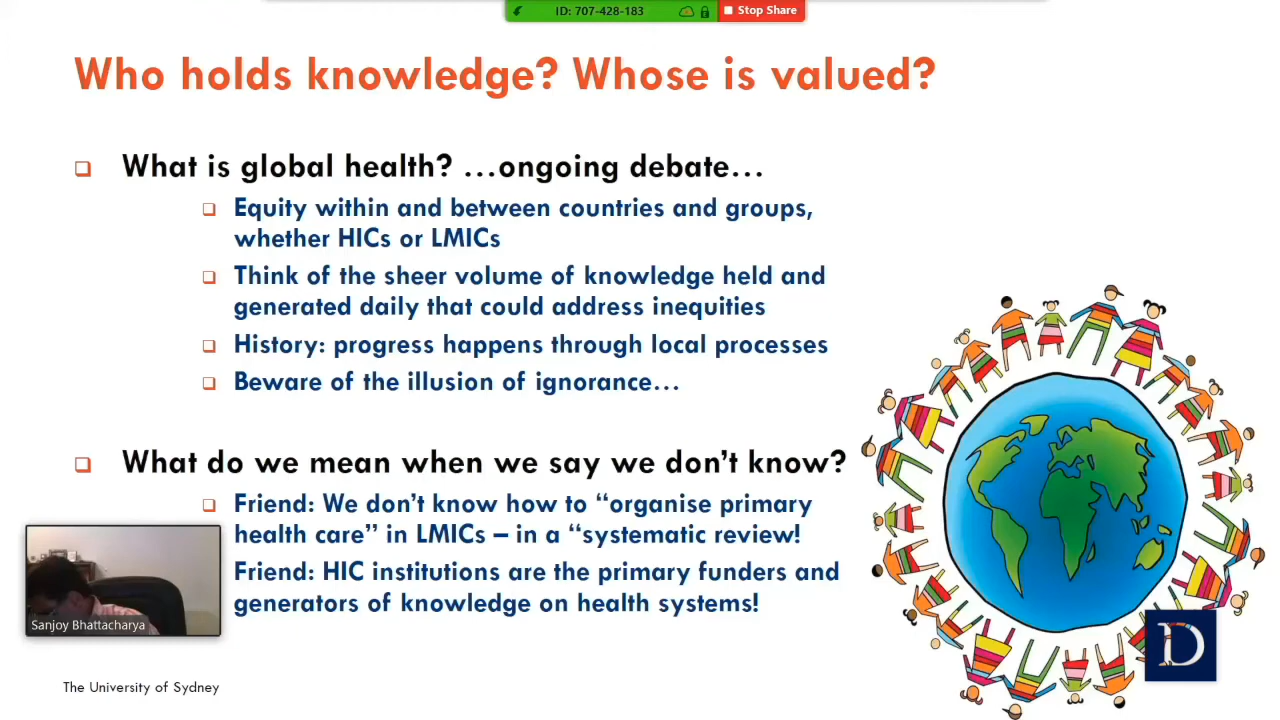 ID: 707-428-183
Stop Share
Who holds knowledge? Whose is valued?
What is global health? …ongoing debate…
Equity within and between countries and groups,
whether HICs or LMICs
Think of the sheer volume of knowledge held and
generated daily that could address inequities
History: progress happens through local processes
Beware of the illusion of ignorance…
What do we mean when we say we don’t know?
Friend: We don’t know how to “organise primary
health care” in LMICs – in a “systematic review!
Friend: HIC institutions are the primary funders and
generators of knowledge on health systems!
Sanjoy Bhattacharya
D
The University of Sydney